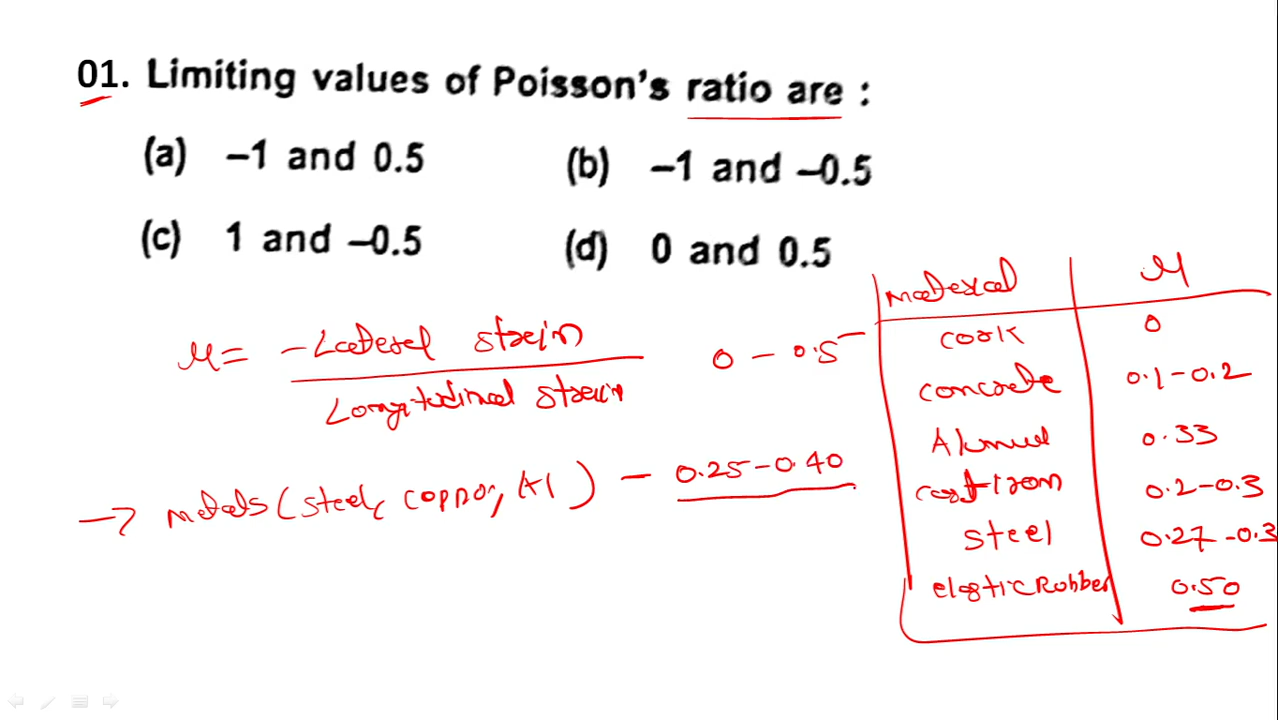 01. Limiting values of Poisson's ratio are :
(a) –1 and 0.5 (b) –1 and –0.5
(c) 1 and –0.5 (d) 0 and 0.5
μ = -Lateral strain / Longitudinal strain
0 - 0.5
→ metals (steel, copper, Al) - 0.25-0.40
material μ
cork 0
concrete 0.1-0.2
0.33
cast Iron 0.2-0.3
steel 0.27-0.3
elastic Rubber 0.50